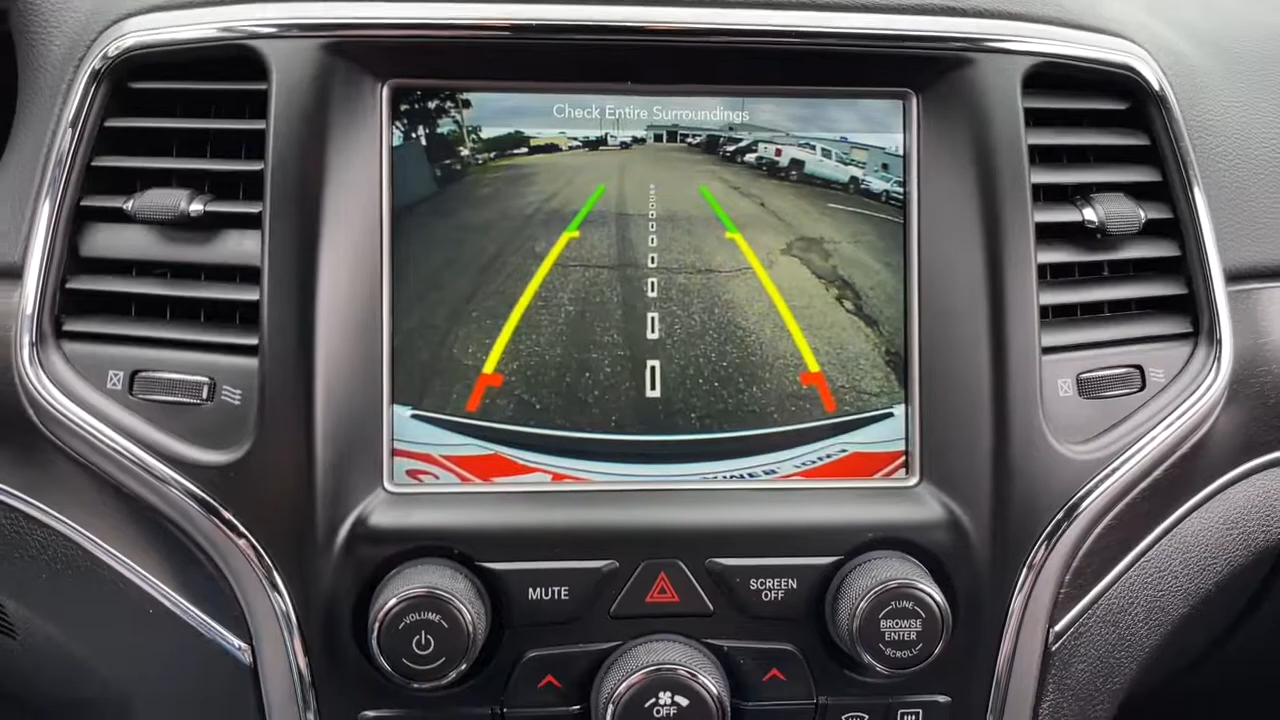 Check Entire Surroundings
MUTE
SCREEN
OFF
VOLUME
TUNE
BROWSE
ENTER
SCROLL
OFF